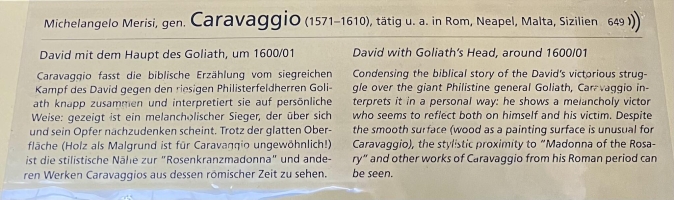 Michelangelo Merisi, gen. Caravaggio (1571–1610), tätig u. a. in Rom, Neapel, Malta, Sizilien 649
David mit dem Haupt des Goliath, um 1600/01
Caravaggio fasst die biblische Erzählung vom siegreichen
Kampf des David gegen den riesigen Philisterfeldherren Goli-
ath knapp zusammen und interpretiert sie auf persönliche
Weise: gezeigt ist ein melancholischer Sieger, der über sich
und sein Opfer nachzudenken scheint. Trotz der glatten Ober-
fläche (Holz als Malgrund ist für Caravaggio ungewöhnlich!)
ist die stilistische Nähe zur "Rosenkranzmadonna" und ande-
ren Werken Caravaggios aus dessen römischer Zeit zu sehen.
David with Goliath's Head, around 1600/01
Condensing the biblical story of the David's victorious strug-
gle over the giant Philistine general Goliath, Caravaggio in-
terprets it in a personal way: he shows a melancholy victor
who seems to reflect both on himself and his victim. Despite
the smooth surface (wood as a painting surface is unusual for
Caravaggio), the stylistic proximity to "Madonna of the Rosa-
ry" and other works of Caravaggio from his Roman period can
be seen.